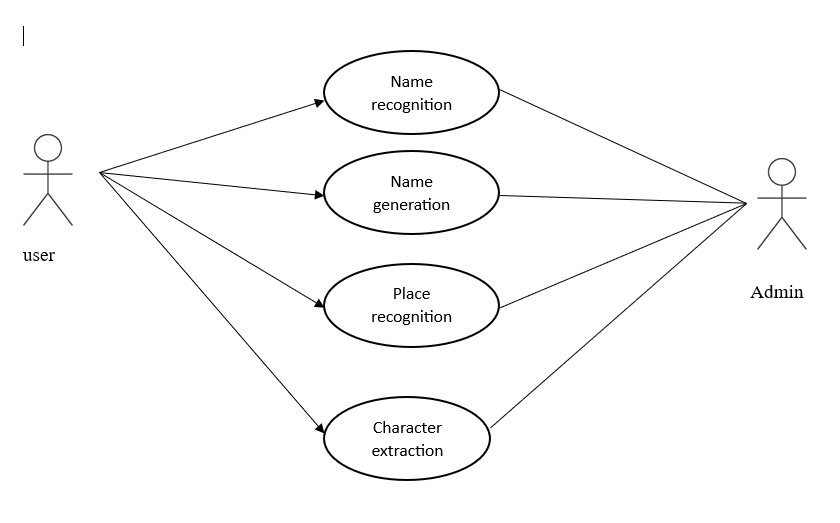 Name
recognition
Name
generation
user
Place
recognition
Admin
Character
extraction